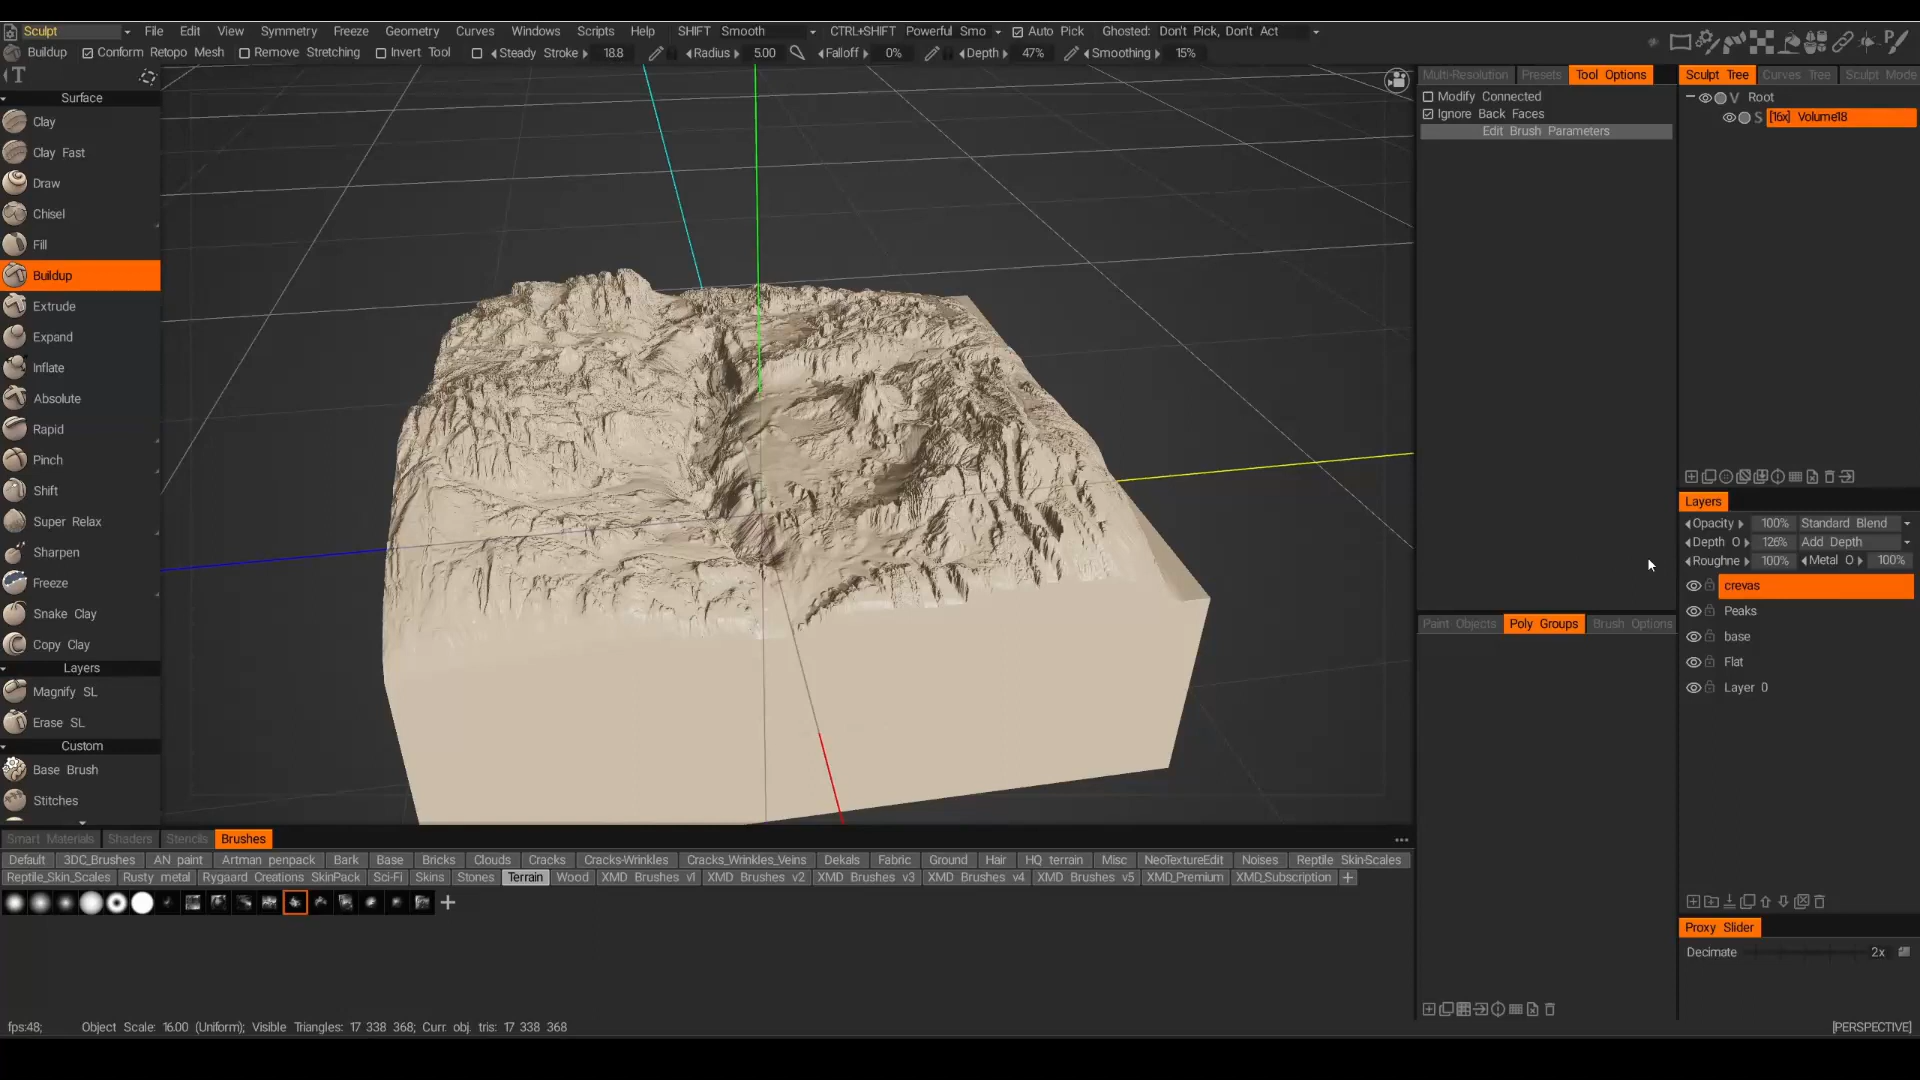 Sculpt File Edit View Symmetry Freeze Geometry Curves Windows Scripts Help SHIFT Smooth CTRL+SHIFT Powerful Smo Auto Pick Ghosted: Don't Pick, Don't Act
Buildup Conform Retopo Mesh Remove Stretching Invert Tool Steady Stroke 18.8 Radius 5.00 Falloff 0% Depth 47% Smoothing 15%
T
Surface
Clay
Clay Fast
Draw
Chisel
Fill
Buildup
Extrude
Expand
Inflate
Absolute
Rapid
Pinch
Shift
Super Relax
Sharpen
Freeze
Snake Clay
Copy Clay
Layers
Magnify SL
Erase SL
Custom
Base Brush
Stitches
Multi-Resolution Presets Tool Options
Modify Connected
Ignore Back Faces
Edit Brush Parameters
Sculpt Tree Curves Tree Sculpt Mode
V Root
S [16x] Volume18
Layers
Opacity 100% Standard Blend
Depth O 126% Add Depth
Roughne 100% Metal O 100%
crevas
Peaks
base
Flat
Layer 0
Paint Objects Poly Groups Brush Options
Proxy Slider
Decimate 2x
Smart Materials Shaders Stencils Brushes
Default 3DC_Brushes AN paint Artman penpack Bark Base Bricks Clouds Cracks Cracks-Wrinkles Cracks_Wrinkles_Veins Dekals Fabric Ground Hair HQ terrain Misc NeoTextureEdit Noises Reptile Skin-Scales
Reptile_Skin_Scales Rusty metal Rygaard Creations SkinPack Sci-Fi Skins Stones Terrain Wood XMD Brushes v1 XMD Brushes v2 XMD Brushes v3 XMD Brushes v4 XMD Brushes v5 XMD_Premium XMD_Subscription +
fps:48; Object Scale: 16.00 (Uniform); Visible Triangles: 17 338 368; Curr. obj. tris: 17 338 368
[PERSPECTIVE]